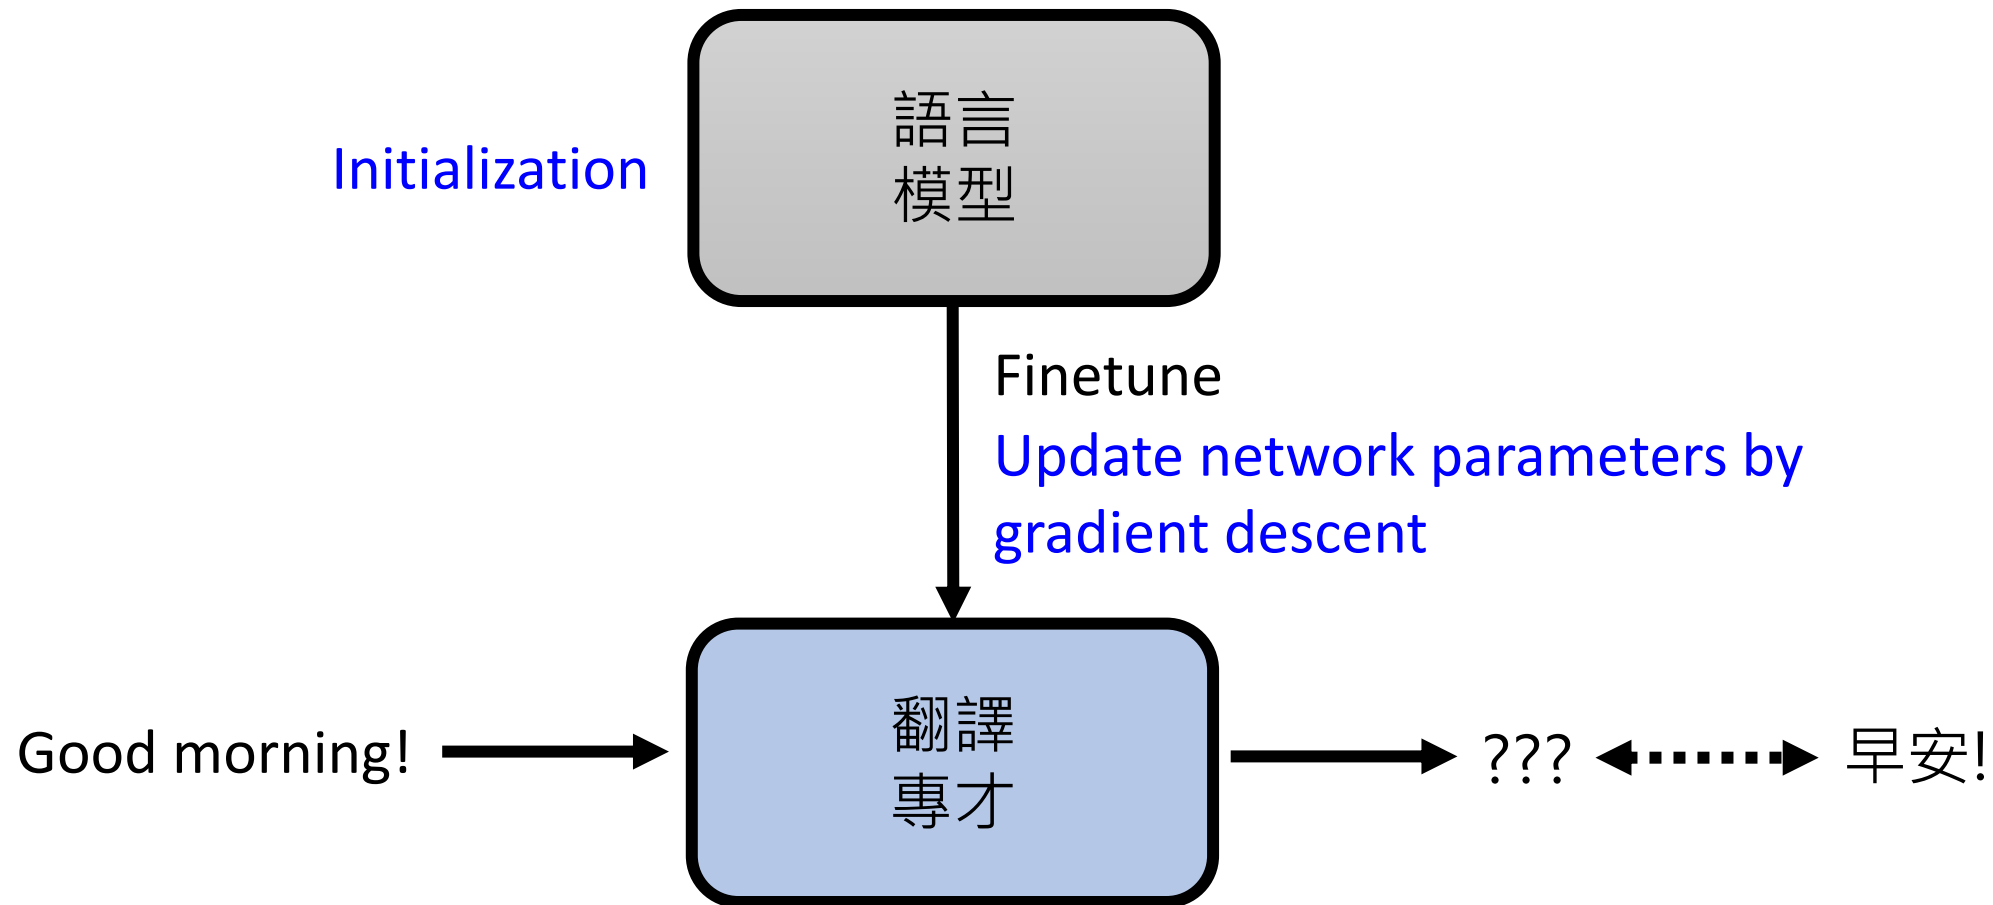 語言
模型
Initialization
Finetune
Update network parameters by
gradient descent
翻譯
專才
Good morning!
???
早安!